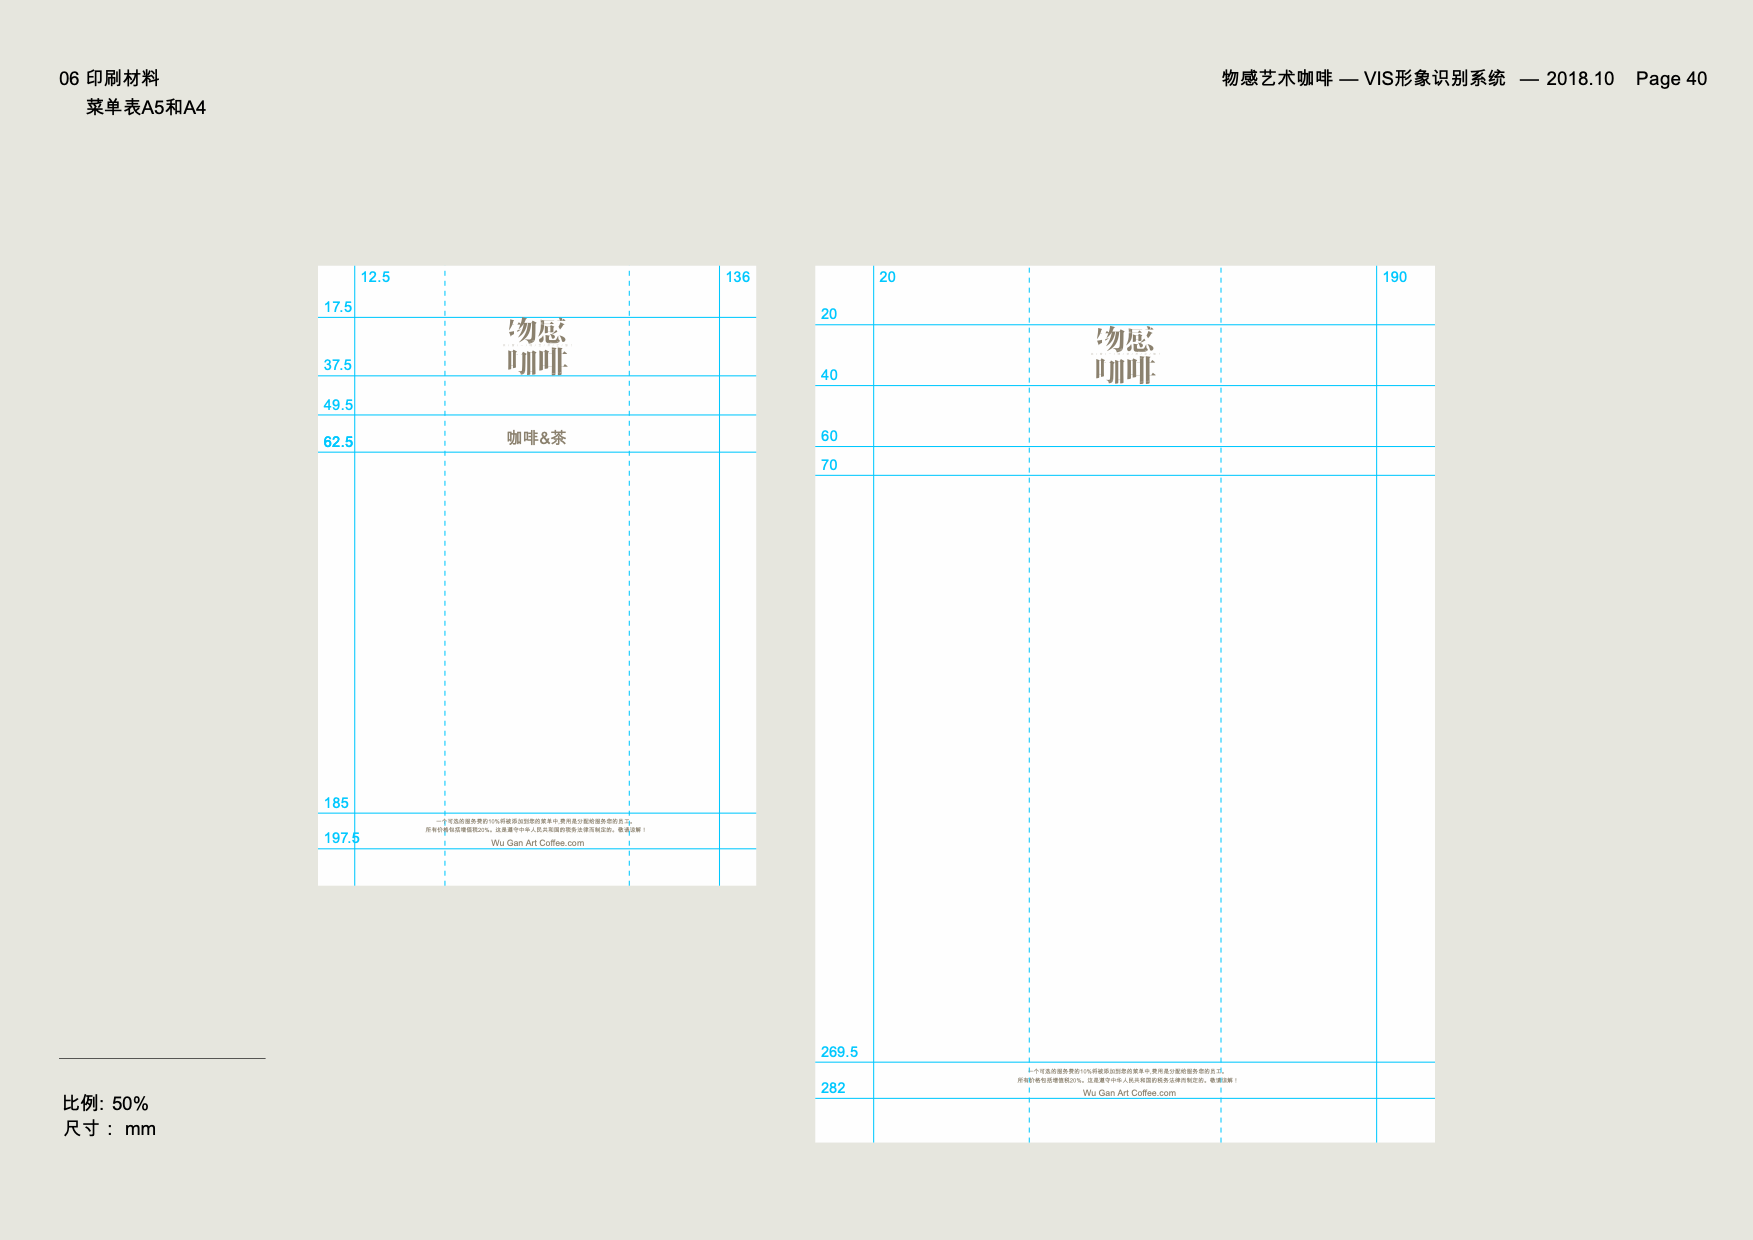 06 印刷材料
菜单表A5和A4
物感艺术咖啡 — VIS形象识别系统 — 2018.10 Page 40
12.5
136
17.5
物感
咖啡
37.5
49.5
咖啡&茶
62.5
185
一个可选的服务费的10%将被添加到您的菜单中,费用是分配给服务您的员工。
所有价格包括增值税20%。这是遵守中华人民共和国的税务法律而制定的。敬请谅解！
197.5
Wu Gan Art Coffee.com
20
190
20
物感
咖啡
40
60
70
269.5
一个可选的服务费的10%将被添加到您的菜单中,费用是分配给服务您的员工。
所有价格包括增值税20%。这是遵守中华人民共和国的税务法律而制定的。敬请谅解！
282
Wu Gan Art Coffee.com
比例: 50%
尺寸： mm